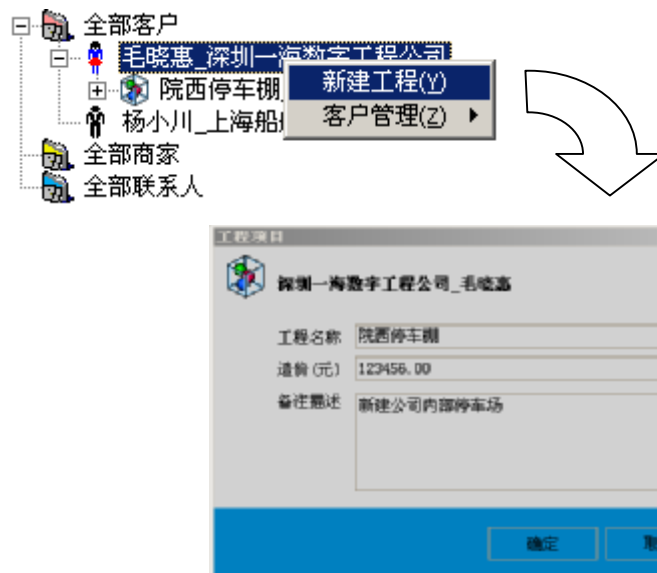 全部客户
毛晓惠_深圳一海数字工程公司
新建工程(Y)
院西停车棚
客户管理(Z)
杨小川_上海船
全部商家
全部联系人
工程项目
深圳一海数字工程公司_毛晓惠
工程名称 院西停车棚
造价(元) 123456.00
备注描述 新建公司内部停车场
确定